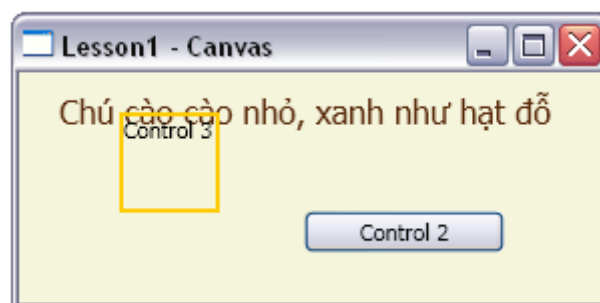 Lesson1 - Canvas
Chú cào cào nhỏ, xanh như hạt đỗ
Control 3
Control 2